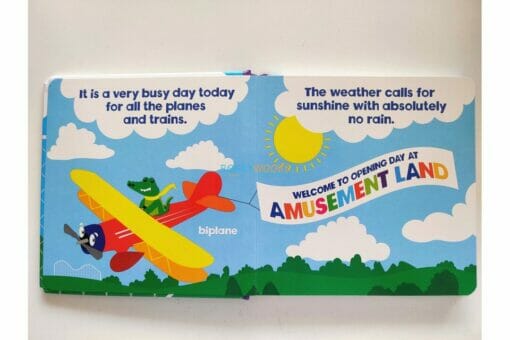 It is a very busy day today
for all the planes
and trains.
biplane
The weather calls for
sunshine with absolutely
no rain.
WELCOME TO OPENING DAY AT
AMUSEMENT LAND